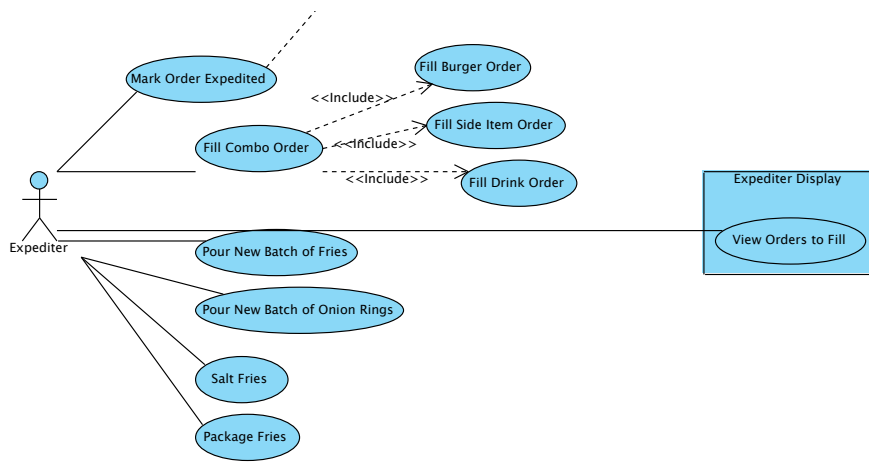 Mark Order Expedited
Fill Burger Order
<<Include>>
Fill Side Item Order
Fill Combo Order
<<Include>>
<<Include>>
Fill Drink Order
Expediter Display
Expediter
View Orders to Fill
Pour New Batch of Fries
Pour New Batch of Onion Rings
Salt Fries
Package Fries